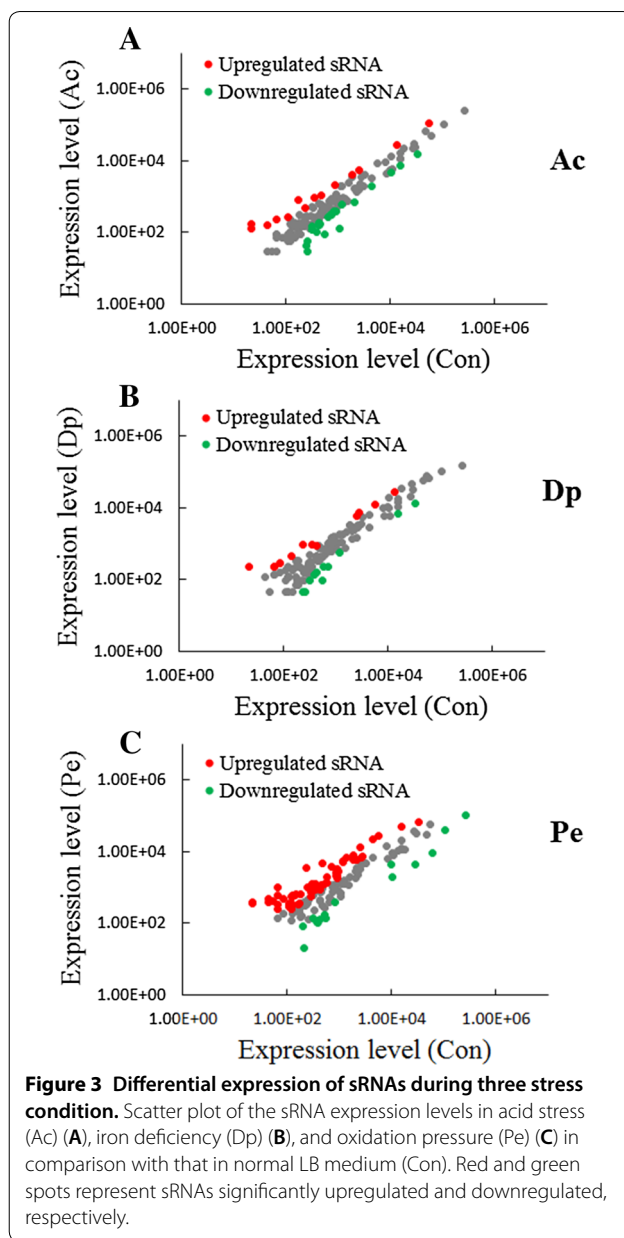 A
Upregulated sRNA
Downregulated sRNA
Expression level (Ac)
1.00E+06
1.00E+04
1.00E+02
1.00E+00
1.00E+00 1.00E+02 1.00E+04 1.00E+06
Expression level (Con)
Ac
B
Upregulated sRNA
Downregulated sRNA
Expression level (Dp)
1.00E+06
1.00E+04
1.00E+02
1.00E+00
1.00E+00 1.00E+02 1.00E+04 1.00E+06
Expression level (Con)
Dp
C
Upregulated sRNA
Downregulated sRNA
Expression level (Pe)
1.00E+06
1.00E+04
1.00E+02
1.00E+00
1.00E+00 1.00E+02 1.00E+04 1.00E+06
Expression level (Con)
Pe
Figure 3 Differential expression of sRNAs during three stress
condition. Scatter plot of the sRNA expression levels in acid stress
(Ac) (A), iron deficiency (Dp) (B), and oxidation pressure (Pe) (C) in
comparison with that in normal LB medium (Con). Red and green
spots represent sRNAs significantly upregulated and downregulated,
respectively.